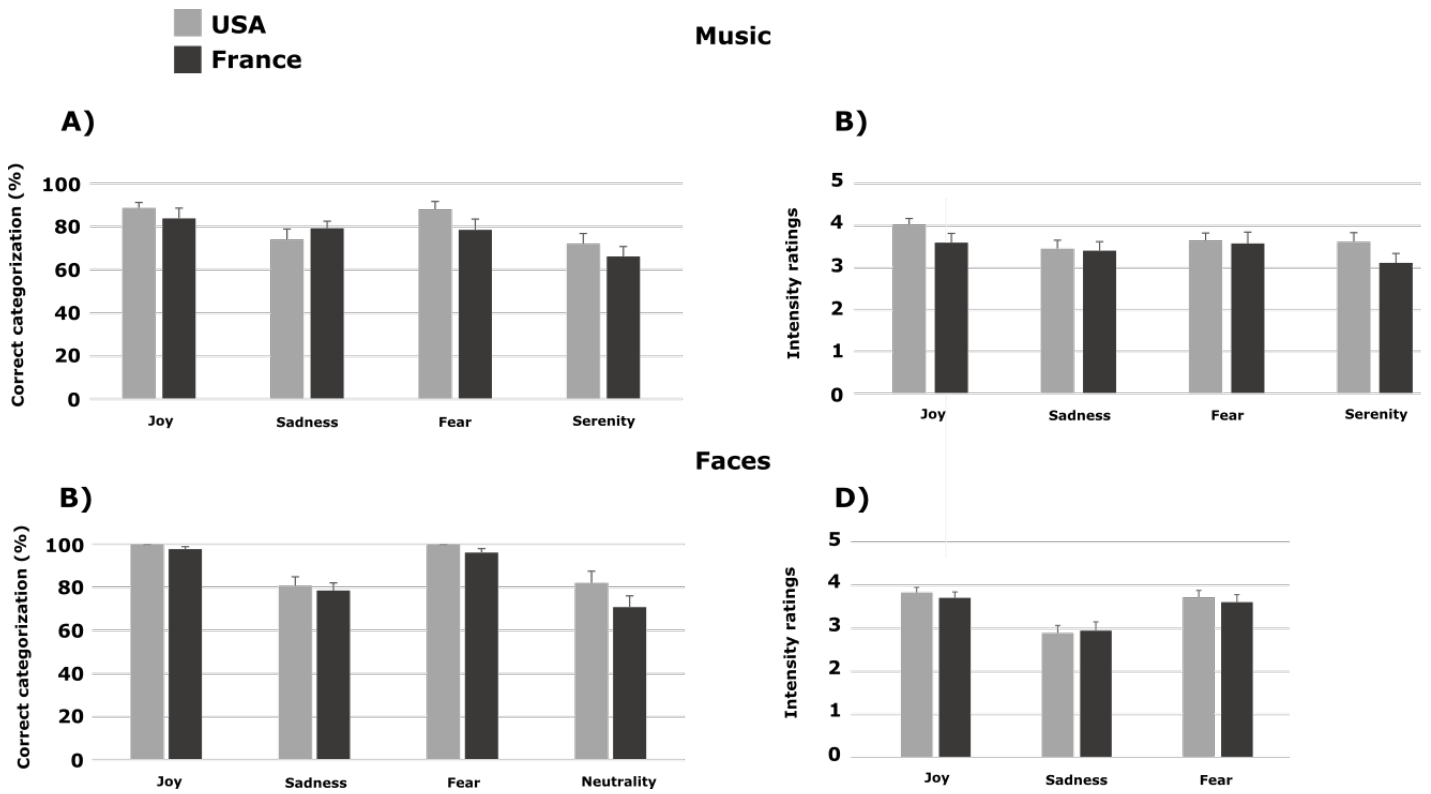 USA
France
Music
A)
Correct categorization (%)
100
80
60
40
20
0
Joy Sadness Fear Serenity
B)
Intensity ratings
5
4
3
2
1
0
Joy Sadness Fear Serenity
Faces
B)
Correct categorization (%)
100
80
60
40
20
0
Joy Sadness Fear Neutrality
D)
Intensity ratings
5
4
3
2
1
0
Joy Sadness Fear